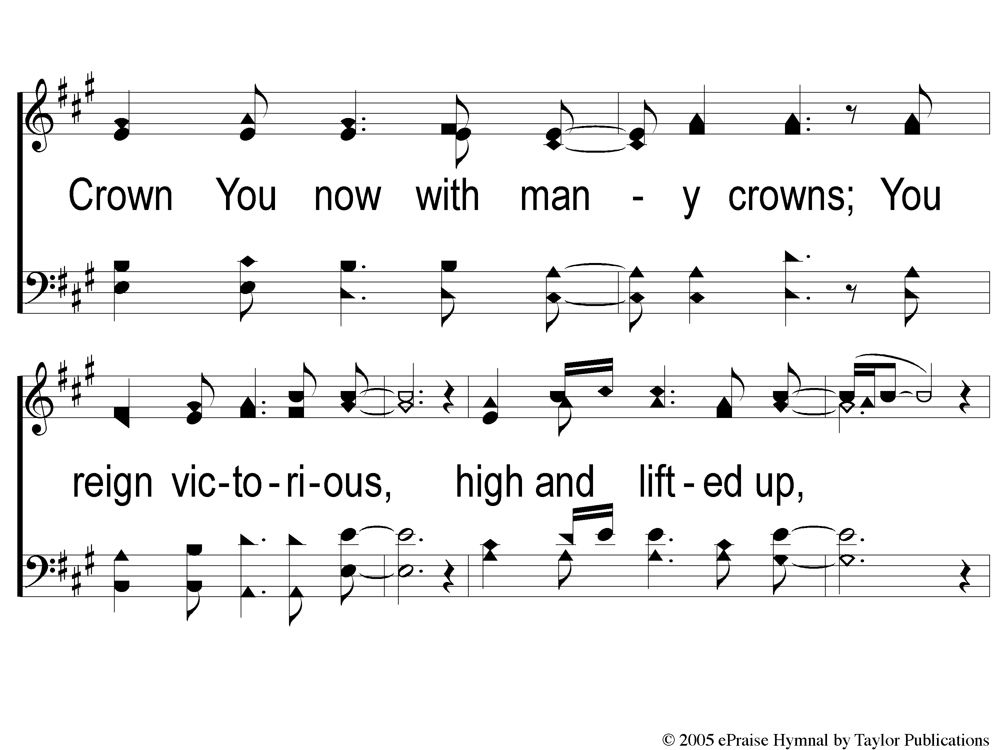 Crown You now with man - y crowns; You
reign vic-to-ri-ous, high and lift-ed up,
© 2005 ePraise Hymnal by Taylor Publications